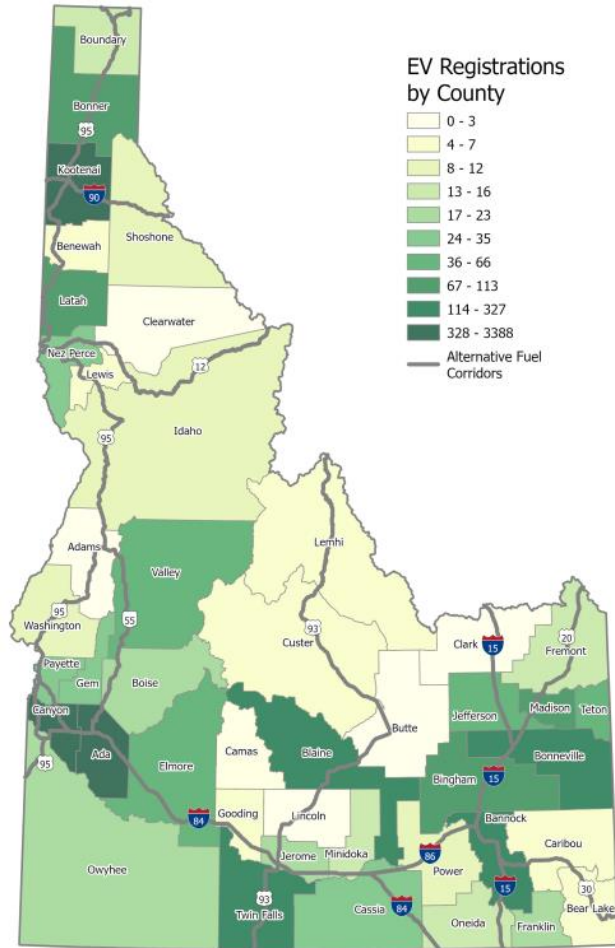 EV Registrations
by County
0 - 3
4 - 7
8 - 12
13 - 16
17 - 23
24 - 35
36 - 66
67 - 113
114 - 327
328 - 3388
Alternative Fuel
Corridors
Boundary
Bonner
95
Kootenai
90
Benewah
Shoshone
Latah
Clearwater
Nez Perce
Lewis
12
95
Idaho
Adams
Valley
Lemhi
95
Washington
55
93
Custer
Clark
15
20
Fremont
Payette
Gem
Boise
Canyon
Ada
Butte
Jefferson
Madison
Teton
95
Elmore
Camas
Blaine
Bonneville
Bingham
15
84
Gooding
Lincoln
Bannock
Owyhee
Jerome
Minidoka
86
Power
Caribou
93
Twin Falls
Cassia
84
15
30
Bear Lake
Oneida
Franklin